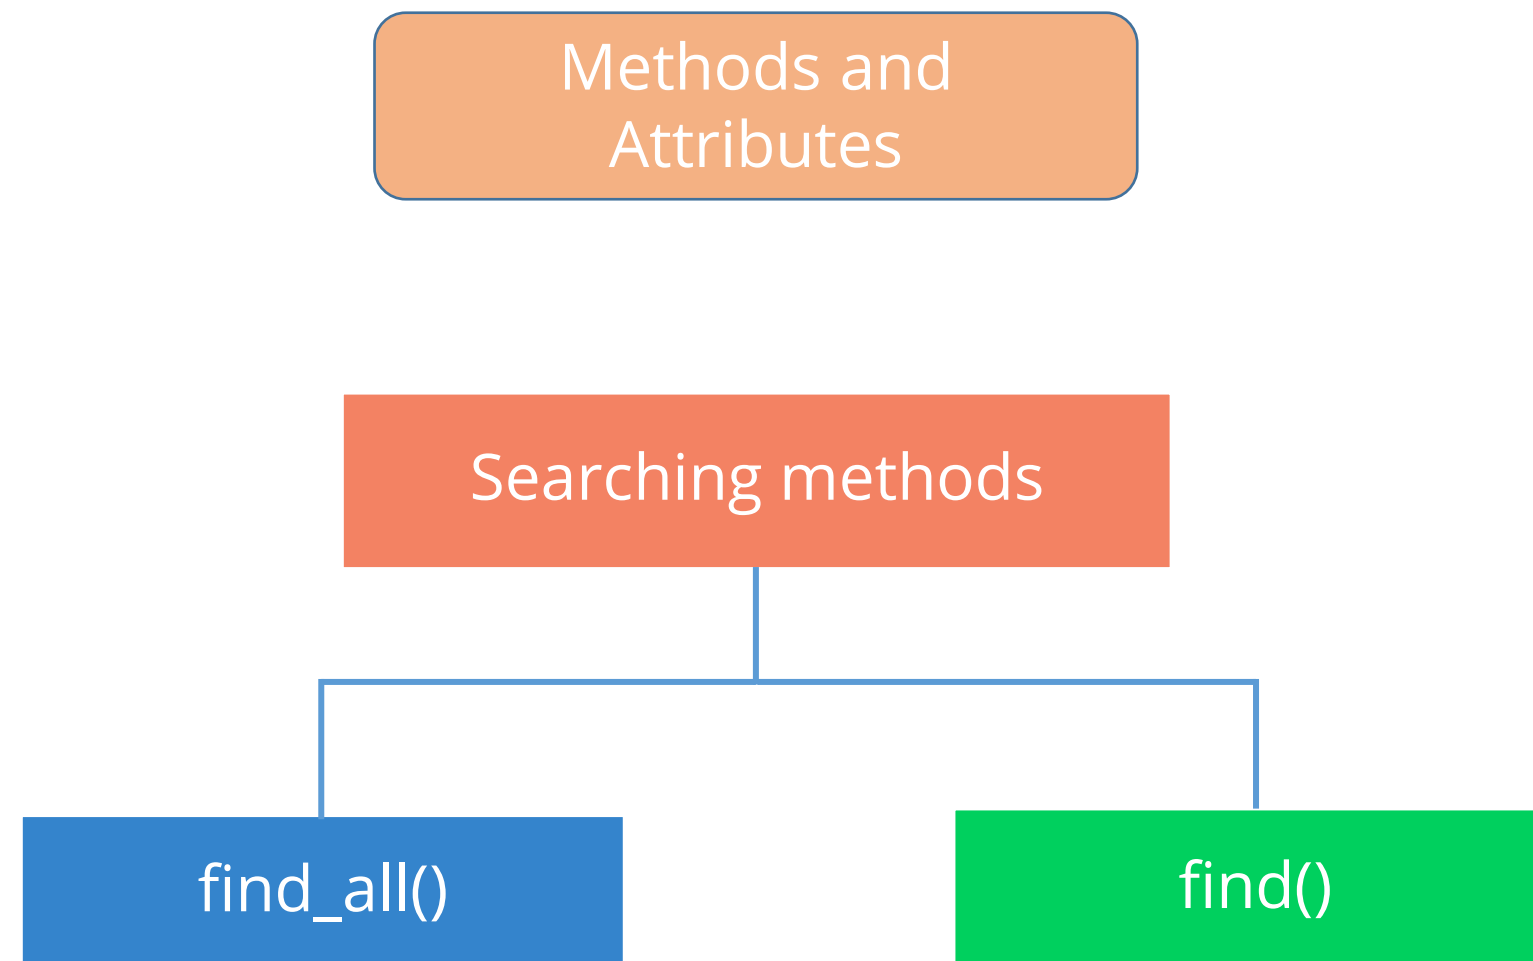 Methods and
Attributes
Searching methods
find_all()
find()